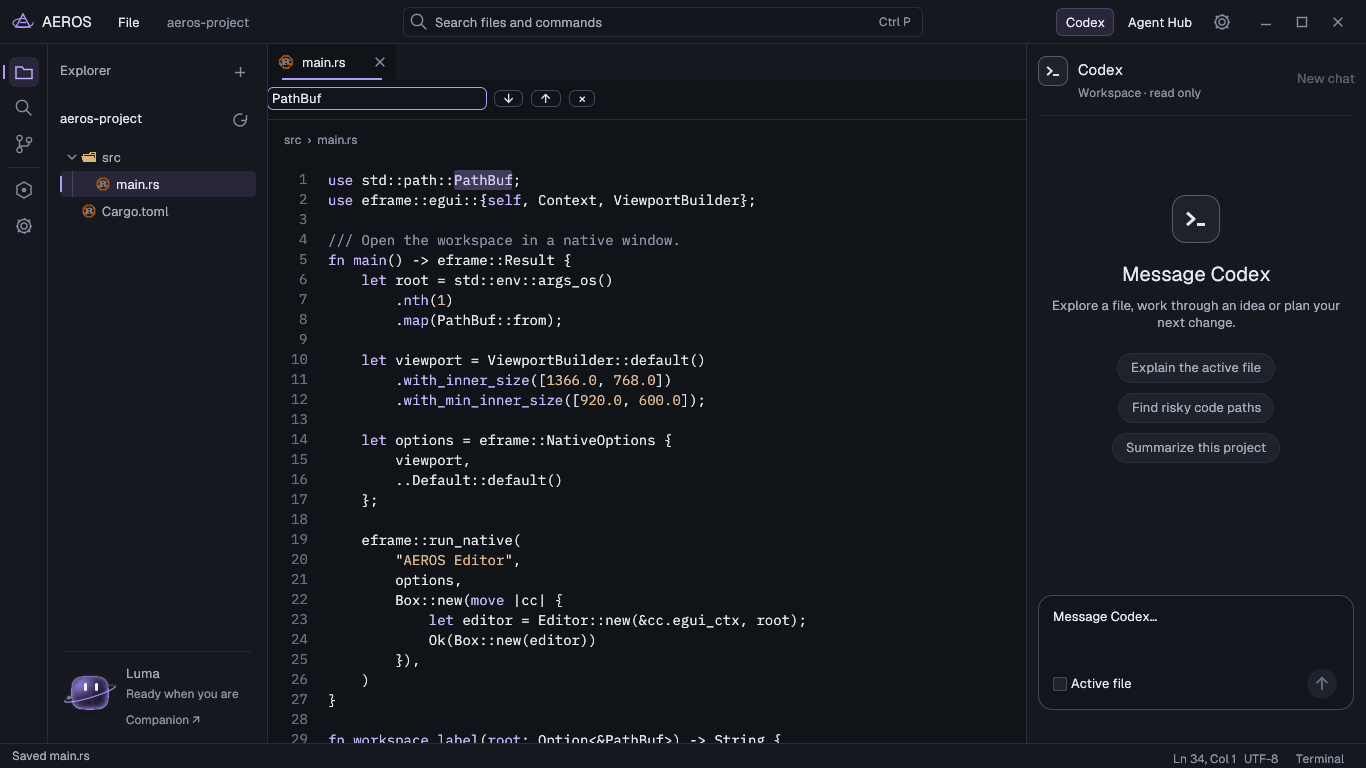 AEROS File aeros-project Search files and commands Ctrl P Codex Agent Hub
Explorer
aeros-project
src
main.rs
Cargo.toml
Luma
Ready when you are
Companion ↗
main.rs
PathBuf
src › main.rs
1 use std::path::PathBuf;
2 use eframe::egui::{self, Context, ViewportBuilder};
3
4 /// Open the workspace in a native window.
5 fn main() -> eframe::Result {
6     let root = std::env::args_os()
7         .nth(1)
8         .map(PathBuf::from);
9
10     let viewport = ViewportBuilder::default()
11         .with_inner_size([1366.0, 768.0])
12         .with_min_inner_size([920.0, 600.0]);
13
14     let options = eframe::NativeOptions {
15         viewport,
16         ..Default::default()
17     };
18
19     eframe::run_native(
20         "AEROS Editor",
21         options,
22         Box::new(move |cc| {
23             let editor = Editor::new(&cc.egui_ctx, root);
24             Ok(Box::new(editor))
25         }),
26     )
27 }
28
29 fn workspace_label(root: Option<&PathBuf>) -> String {
Codex
Workspace · read only
New chat
Message Codex
Explore a file, work through an idea or plan your
next change.
Explain the active file
Find risky code paths
Summarize this project
Message Codex…
Active file
Saved main.rs
Ln 34, Col 1 UTF-8 Terminal